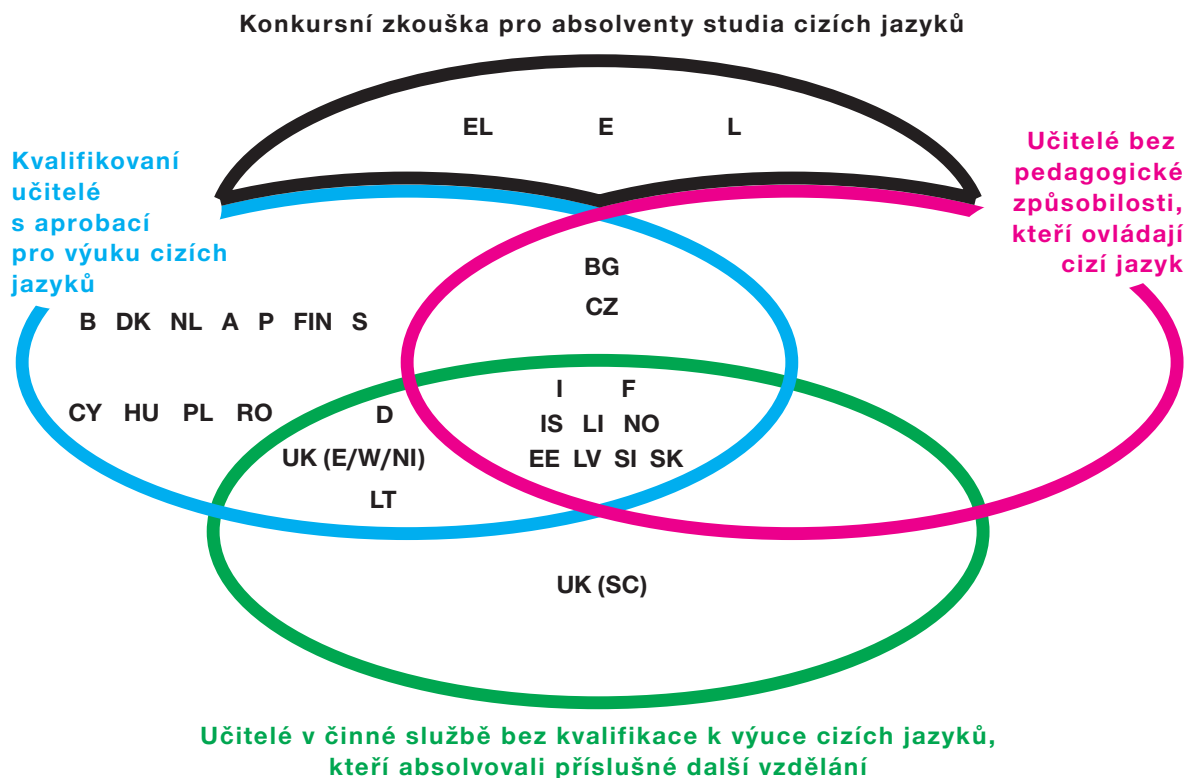 Konkursní zkouška pro absolventy studia cizích jazyků
EL E L
Kvalifikovaní
učitelé
s aprobací
pro výuku cizích
jazyků
Učitelé bez
pedagogické
způsobilosti,
kteří ovládají
cizí jazyk
BG
CZ
B DK NL A P FIN S
CY HU PL RO
D
UK (E/W/NI)
LT
I F
IS LI NO
EE LV SI SK
UK (SC)
Učitelé v činné službě bez kvalifikace k výuce cizích jazyků,
kteří absolvovali příslušné další vzdělání